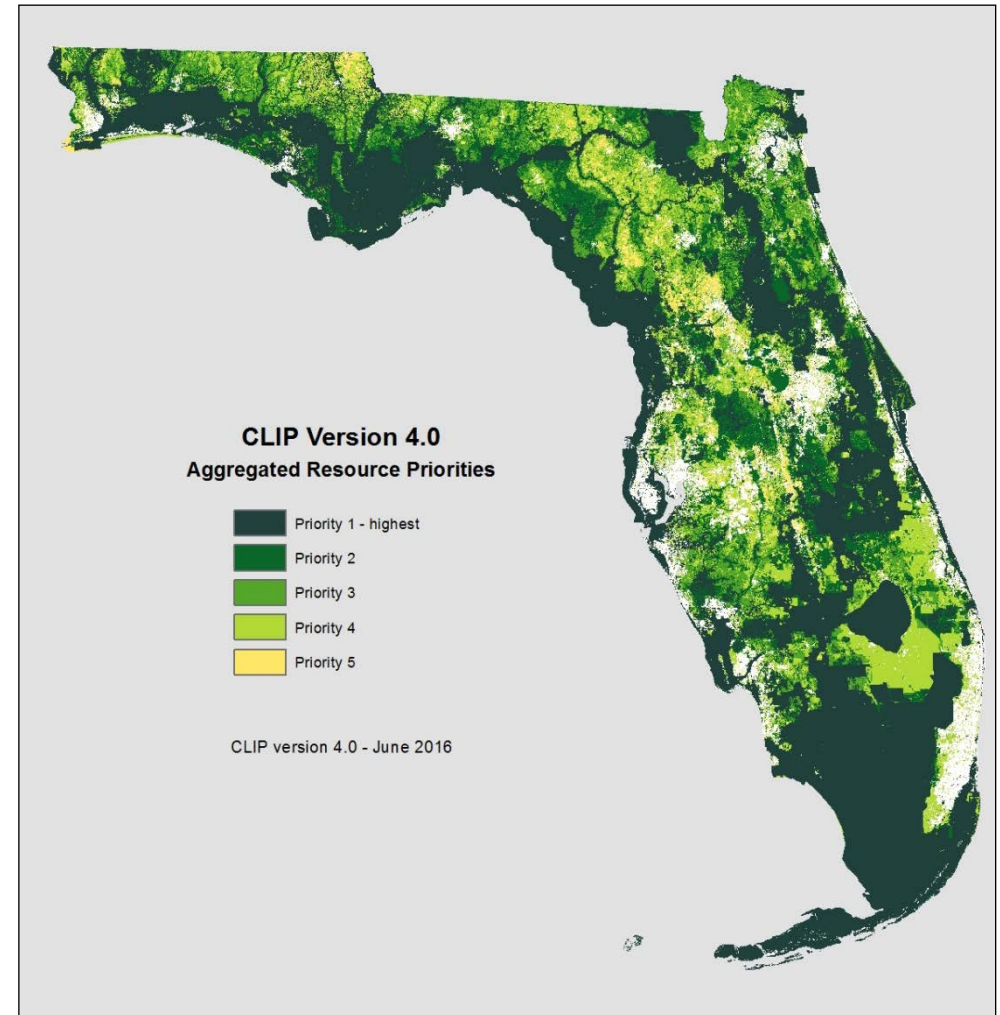 CLIP Version 4.0
Aggregated Resource Priorities
Priority 1 - highest
Priority 2
Priority 3
Priority 4
Priority 5
CLIP version 4.0 - June 2016